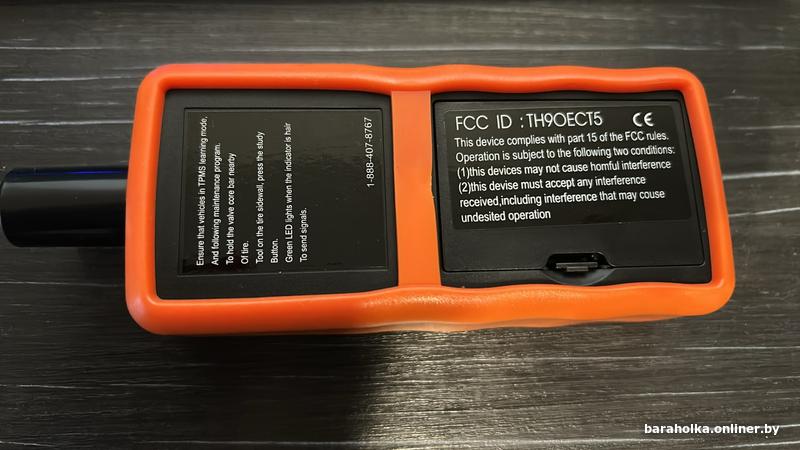 Ensure that vehicles in TPMS learning mode,
And following maintenance program.
To hold the valve core bar nearby
Of tire.
Tool on the tire sidewall, press the study
Button.
Green LED lights when the indicator is hair
To send signals.
1-888-407-8767
FCC ID : TH9OECT5 CE
This device complies with part 15 of the FCC rules.
Operation is subject to the following two conditions:
(1)this devices may not cause homful interference
(2)this devise must accept any interference
received,including interference that may couse
undesited operation
baraholka.onliner.by